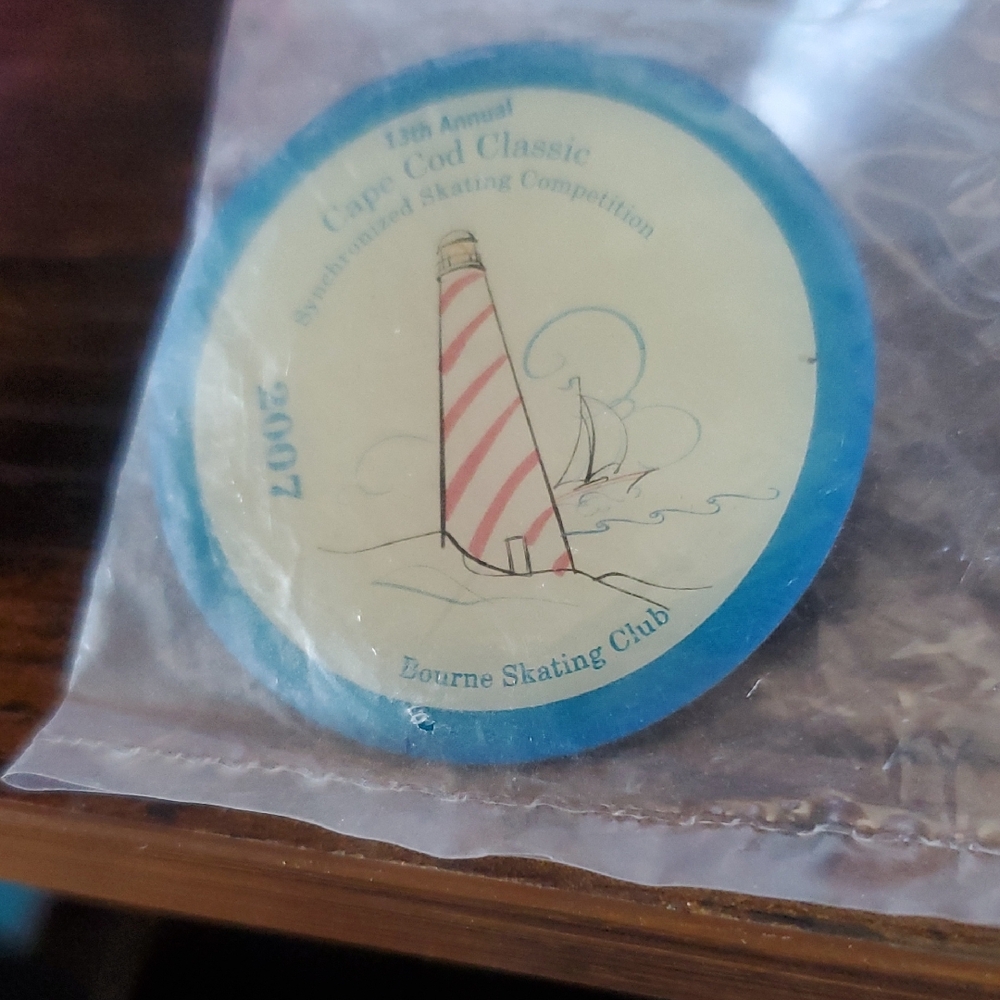 13th Annual
Cape Cod Classic
Synchronized Skating Competition
2007
Bourne Skating Club